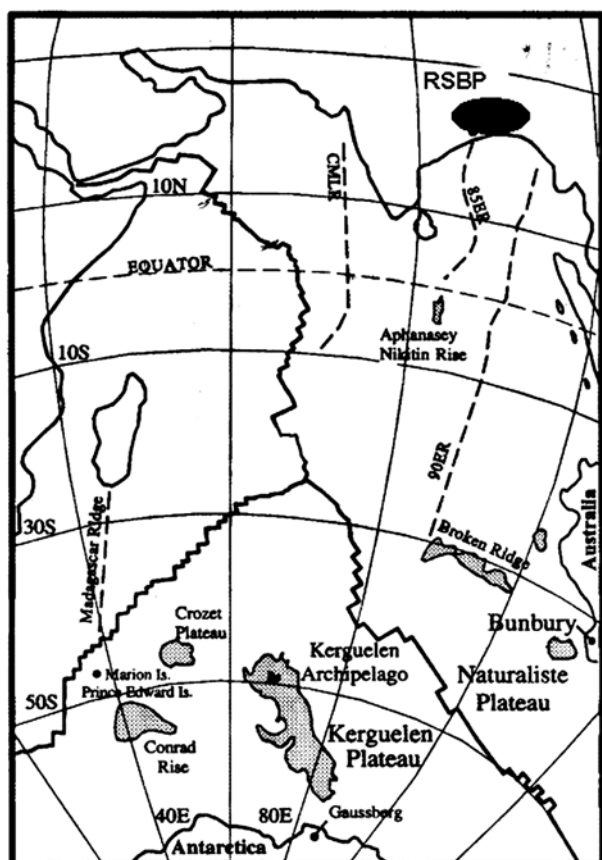 RSBP
CMLR
10N
85ER
EQUATOR
Aphanasey
Nikitin Rise
10S
90ER
Madagascar Ridge
30S
Broken Ridge
Australia
Crozet
Plateau
Bunbury
Kerguelen
Archipelago
Marion Is.
Prince Edward Is.
Naturaliste
Plateau
50S
Kerguelen
Plateau
Conrad
Rise
40E
80E
Gaussberg
Antaretica